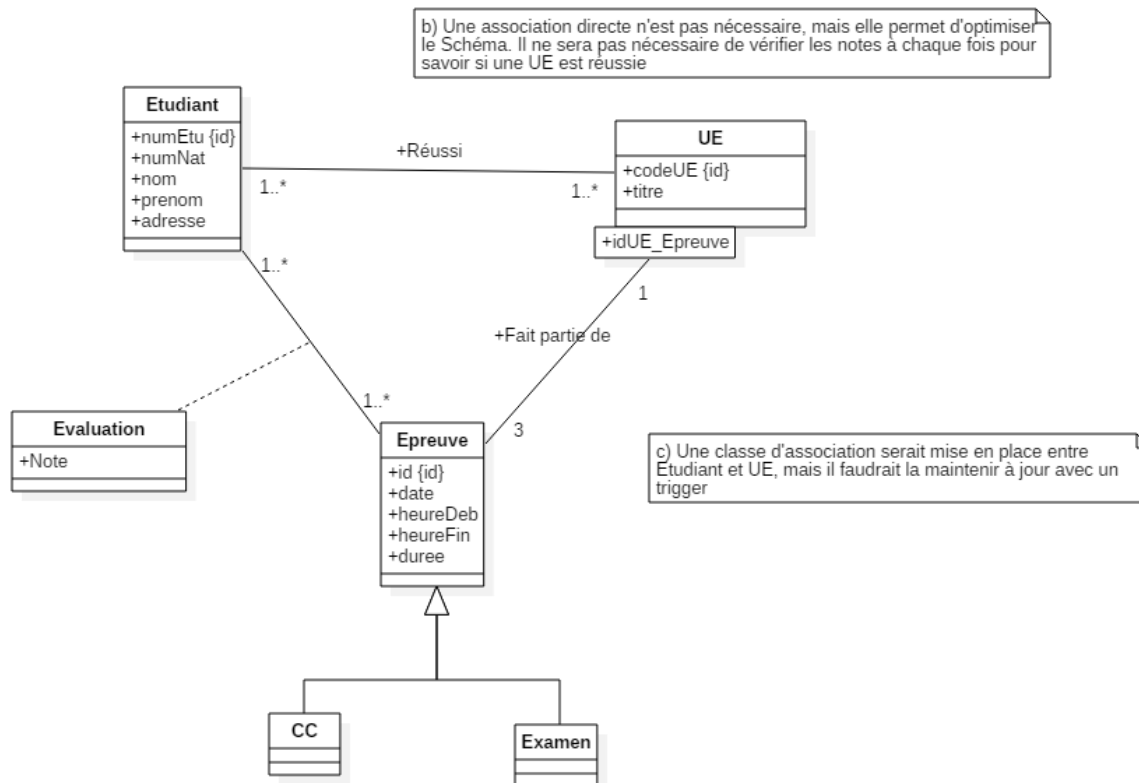 b) Une association directe n'est pas nécessaire, mais elle permet d'optimiser
le Schéma. Il ne sera pas nécessaire de vérifier les notes à chaque fois pour
savoir si une UE est réussie
Etudiant
+numEtu {id}
+numNat
+nom
+prenom
+adresse
+Réussi
1..*
1..*
UE
+codeUE {id}
+titre
+idUE_Epreuve
1..*
1
+Fait partie de
1..*
3
Evaluation
+Note
Epreuve
+id {id}
+date
+heureDeb
+heureFin
+duree
c) Une classe d'association serait mise en place entre
Etudiant et UE, mais il faudrait la maintenir à jour avec un
trigger
CC
Examen